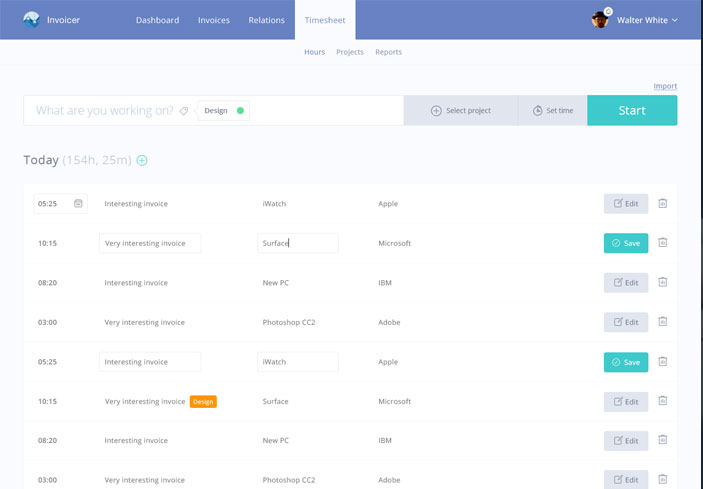 Invoicer Dashboard Invoices Relations Timesheet Walter White
Hours Projects Reports
Import
What are you working on? Design Select project Set time Start
Today (154h, 25m)
05:25 Interesting invoice iWatch Apple Edit
10:15 Very interesting invoice Surface Microsoft Save
08:20 Interesting invoice New PC IBM Edit
03:00 Very interesting invoice Photoshop CC2 Adobe Edit
05:25 Interesting invoice iWatch Apple Save
10:15 Very interesting invoice Design Surface Microsoft Edit
08:20 Interesting invoice New PC IBM Edit
03:00 Very interesting invoice Photoshop CC2 Adobe Edit